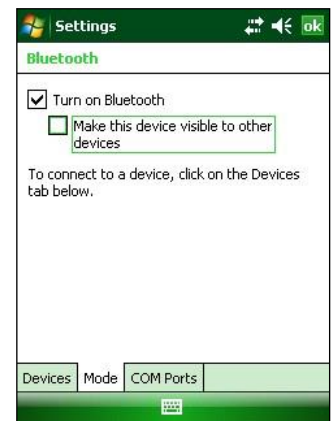 Settings
ok
Bluetooth
Turn on Bluetooth
Make this device visible to other
devices
To connect to a device, click on the Devices
tab below.
Devices Mode COM Ports